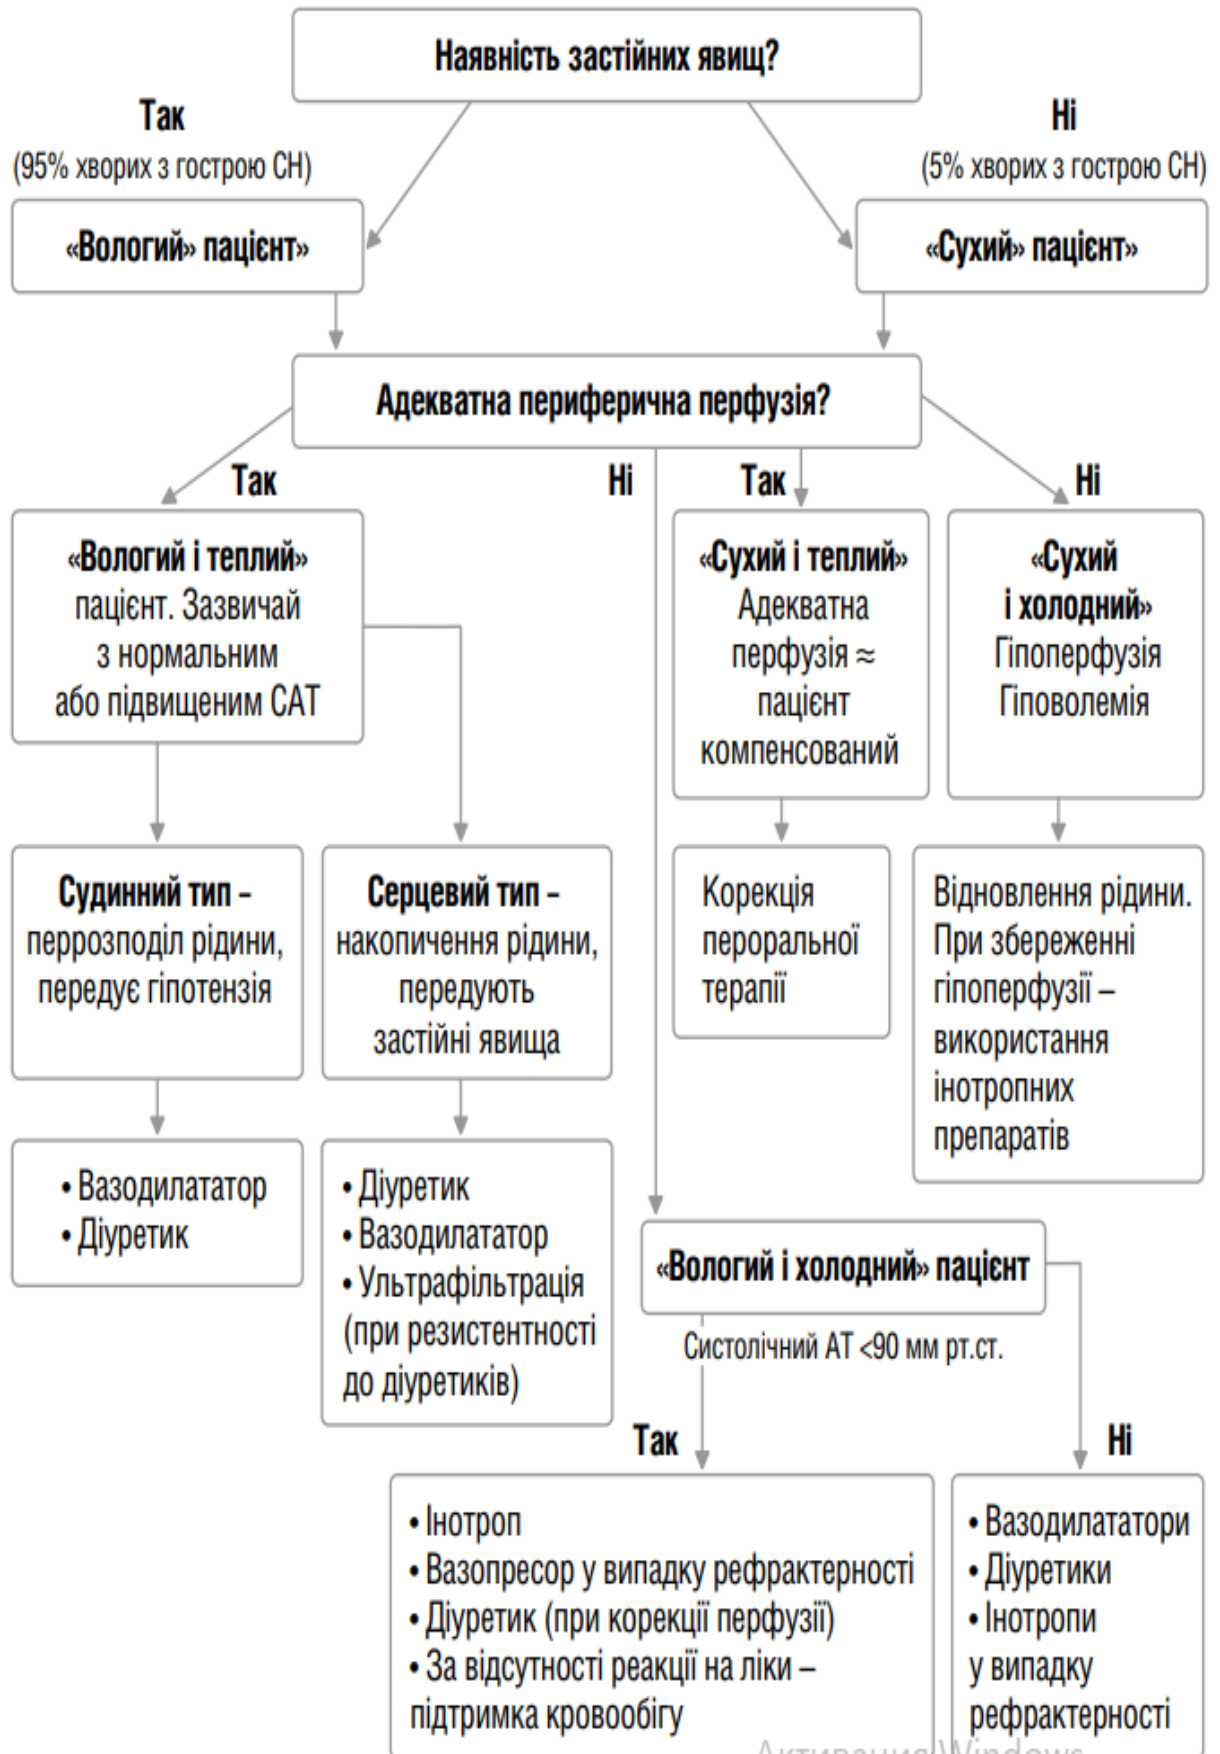 Наявність застійних явищ?
Так
(95% хворих з гострою СН)
Ні
(5% хворих з гострою СН)
«Вологий» пацієнт»
«Сухий» пацієнт»
Адекватна периферична перфузія?
Так
Ні
Так
Ні
«Вологий і теплий»
пацієнт. Зазвичай
з нормальним
або підвищеним САТ
«Сухий і теплий»
Адекватна
перфузія ≈
пацієнт
компенсований
«Сухий
і холодний»
Гіпоперфузія
Гіповолемія
Судинний тип –
перрозподіл рідини,
передує гіпотензія
Серцевий тип –
накопичення рідини,
передують
застійні явища
Корекція
пероральної
терапії
Відновлення рідини.
При збереженні
гіпоперфузії –
використання
інотропних
препаратів
• Вазодилататор
• Діуретик
• Діуретик
• Вазодилататор
• Ультрафільтрація
(при резистентності
до діуретиків)
«Вологий і холодний» пацієнт
Систолічний АТ <90 мм рт.ст.
Так
Ні
• Інотроп
• Вазопресор у випадку рефрактерності
• Діуретик (при корекції перфузії)
• За відсутності реакції на ліки –
підтримка кровообігу
• Вазодилататори
• Діуретики
• Інотропи
у випадку
рефрактерності
Активация Windows